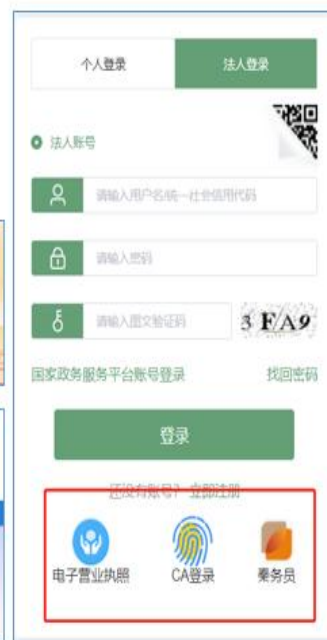 个人登录 法人登录
法人账号
请输入用户名/统一社会信用代码
请输入密码
请输入图文验证码 3 F/A9
国家政务服务平台账号登录 找回密码
登录
还没有账号? 立即注册
电子营业执照 CA登录 秦务员